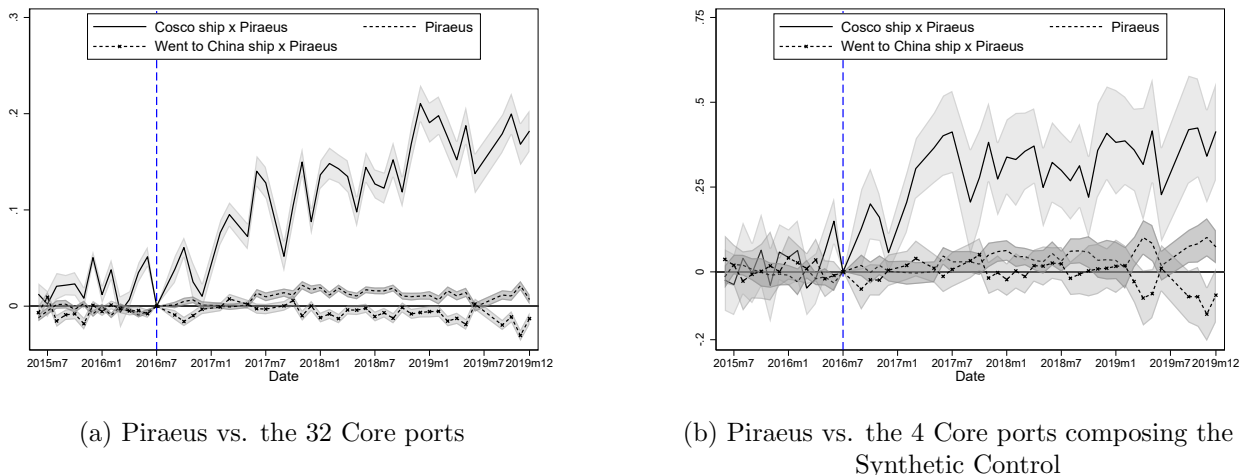 Cosco ship x Piraeus
Piraeus
Went to China ship x Piraeus
.3
.2
.1
0
2015m7 2016m1 2016m7 2017m1 2017m7 2018m1 2018m7 2019m1 2019m7 2019m12
Date
(a) Piraeus vs. the 32 Core ports
Cosco ship x Piraeus
Piraeus
Went to China ship x Piraeus
.75
.5
.25
0
-.2
2015m7 2016m1 2016m7 2017m1 2017m7 2018m1 2018m7 2019m1 2019m7 2019m12
Date
(b) Piraeus vs. the 4 Core ports composing the
Synthetic Control